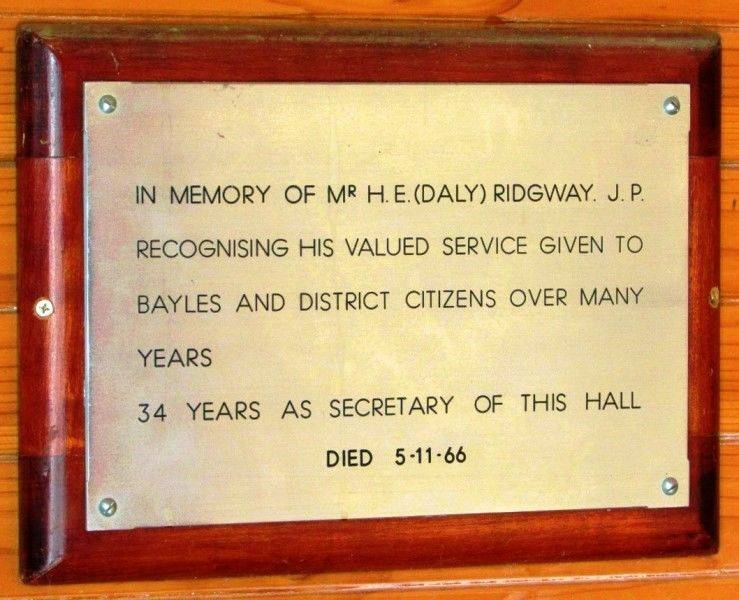 IN MEMORY OF MR H.E.(DALY) RIDGWAY. J.P.
RECOGNISING HIS VALUED SERVICE GIVEN TO
BAYLES AND DISTRICT CITIZENS OVER MANY
YEARS
34 YEARS AS SECRETARY OF THIS HALL
DIED 5-11-66